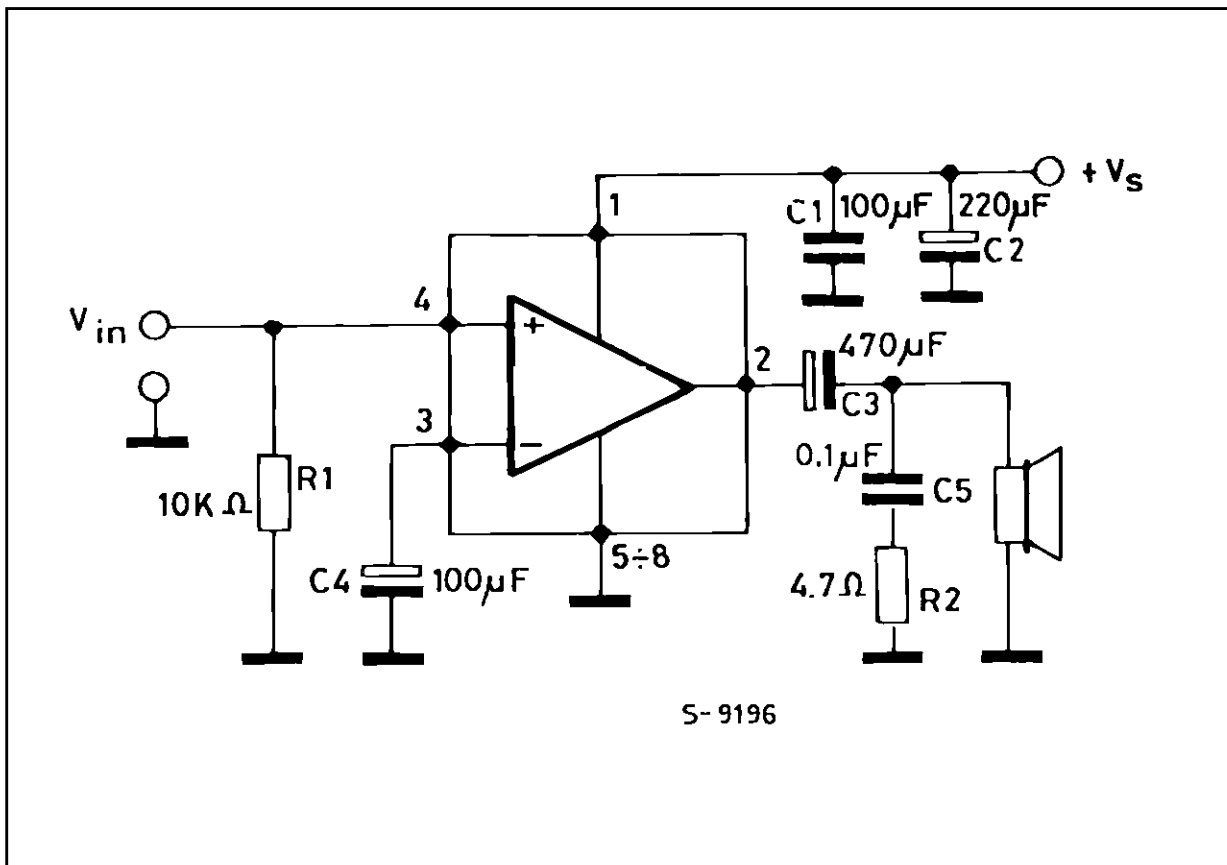 + Vs
1
C1
100µF
220µF
C2
4
Vin
+
470µF
2
C3
3
-
0.1µF
C5
R1
10KΩ
5÷8
C4
100µF
4.7Ω
R2
S-9196